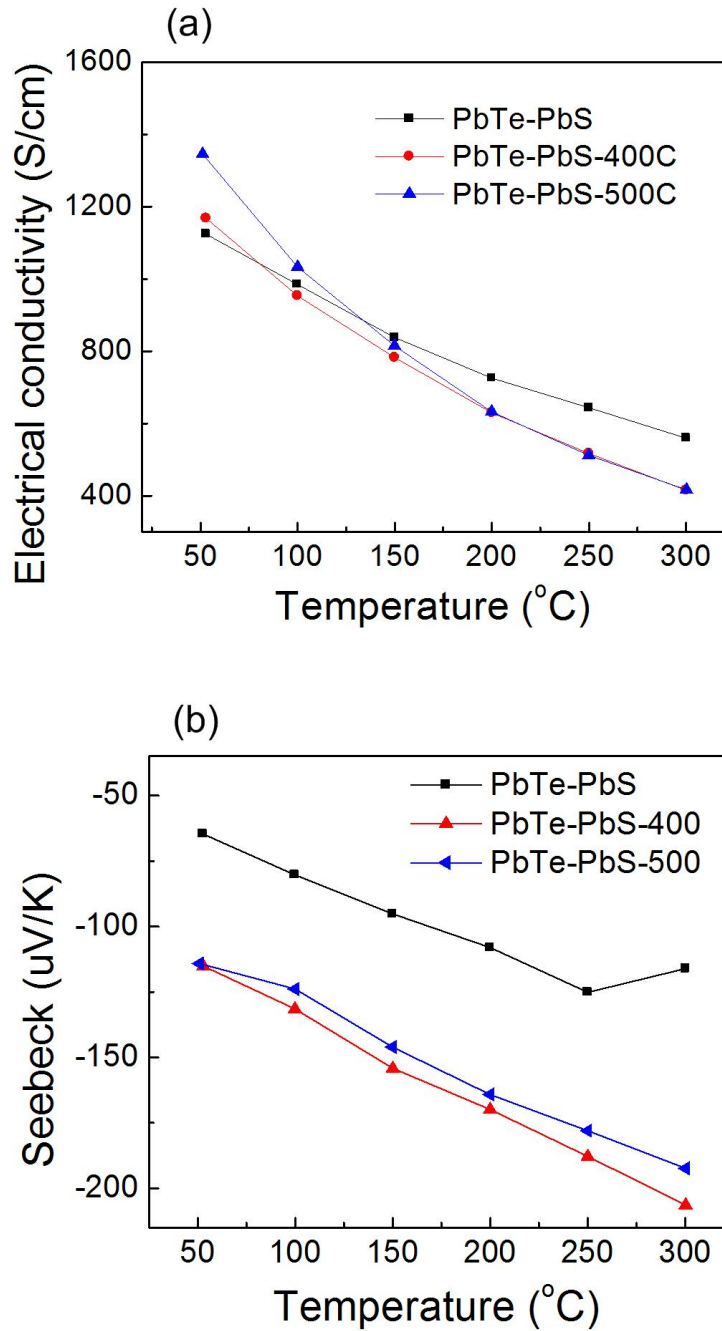 (a)
1600
1200
800
400
Electrical conductivity (S/cm)
PbTe-PbS
PbTe-PbS-400C
PbTe-PbS-500C
50 100 150 200 250 300
Temperature (°C)
(b)
-50
-100
-150
-200
Seebeck (uV/K)
PbTe-PbS
PbTe-PbS-400
PbTe-PbS-500
50 100 150 200 250 300
Temperature (°C)